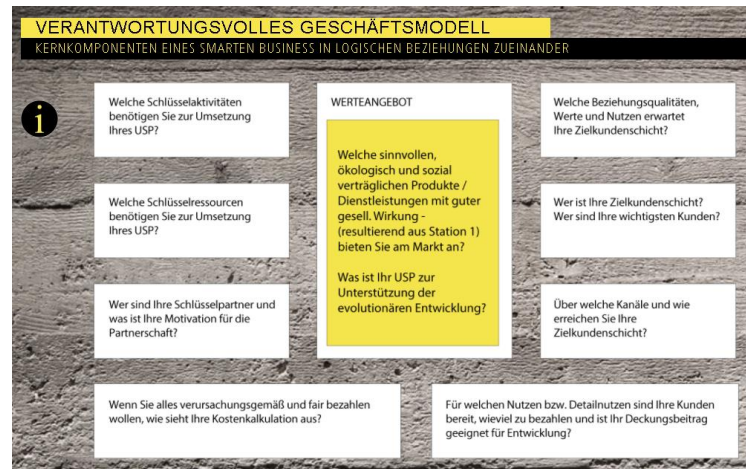 VERANTWORTUNGSVOLLES GESCHÄFTSMODELL
KERNKOMPONENTEN EINES SMARTEN BUSINESS IN LOGISCHEN BEZIEHUNGEN ZUEINANDER
i
Welche Schlüsselaktivitäten
benötigen Sie zur Umsetzung
Ihres USP?
Welche Schlüsselressourcen
benötigen Sie zur Umsetzung
Ihres USP?
Wer sind Ihre Schlüsselpartner und
was ist Ihre Motivation für die
Partnerschaft?
WERTEANGEBOT
Welche sinnvollen,
ökologisch und sozial
verträglichen Produkte /
Dienstleistungen mit guter
gesell. Wirkung -
(resultierend aus Station 1)
bieten Sie am Markt an?
Was ist Ihr USP zur
Unterstützung der
evolutionären Entwicklung?
Welche Beziehungsqualitäten,
Werte und Nutzen erwartet
Ihre Zielkundenschicht?
Wer ist Ihre Zielkundenschicht?
Wer sind Ihre wichtigsten Kunden?
Über welche Kanäle und wie
erreichen Sie Ihre
Zielkundenschicht?
Wenn Sie alles verursachungsgemäß und fair bezahlen
wollen, wie sieht Ihre Kostenkalkulation aus?
Für welchen Nutzen bzw. Detailnutzen sind Ihre Kunden
bereit, wieviel zu bezahlen und ist Ihr Deckungsbeitrag
geeignet für Entwicklung?